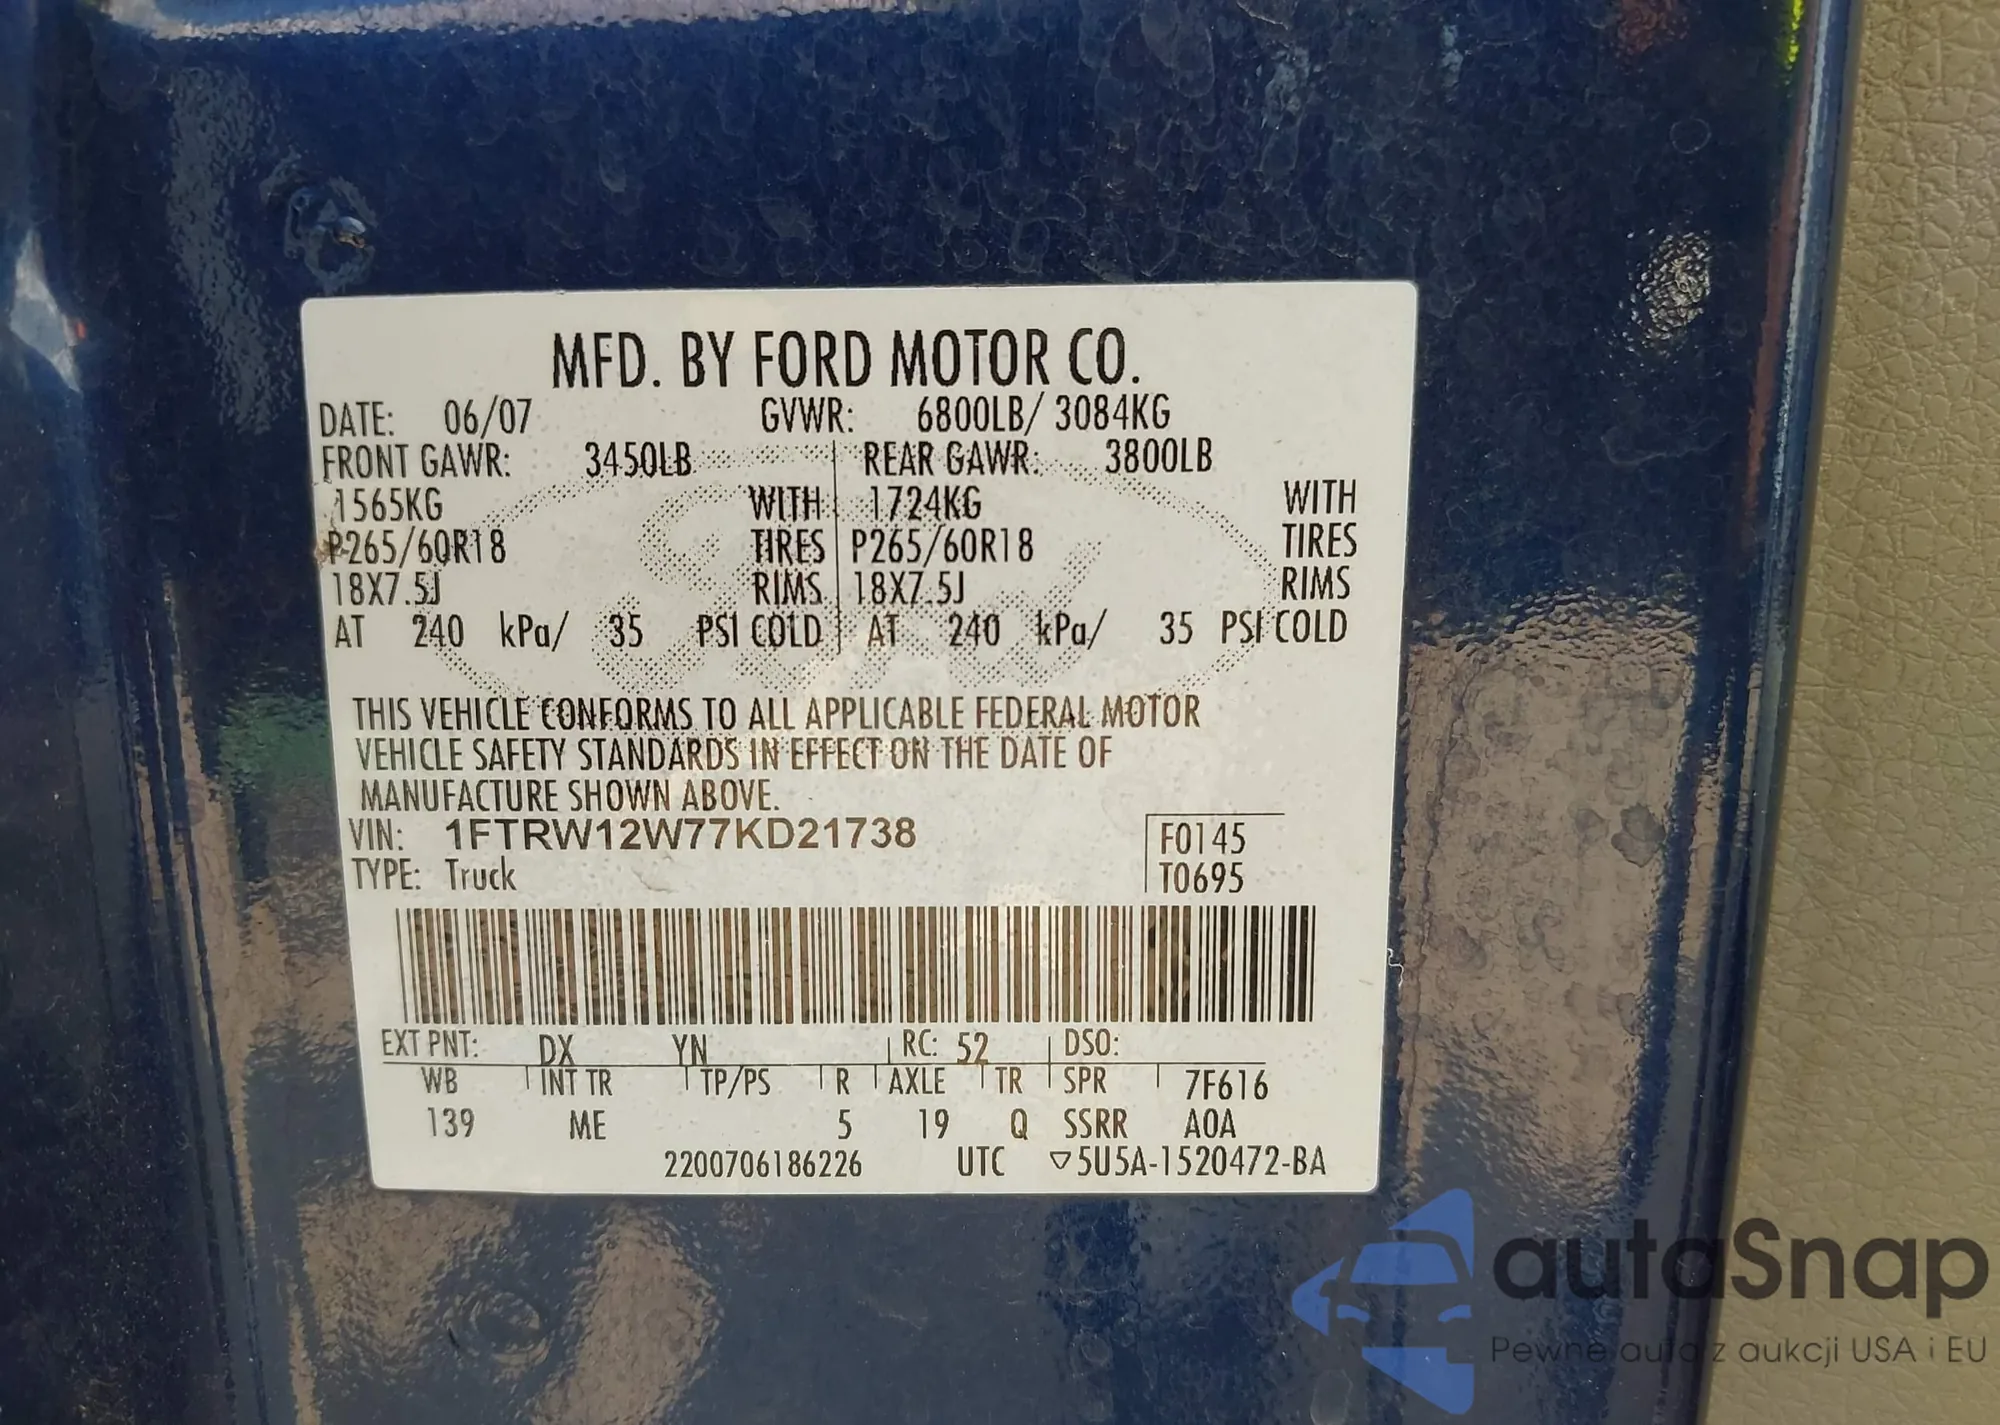 MFD. BY FORD MOTOR CO.
DATE: 06/07 GVWR: 6800LB/ 3084KG
FRONT GAWR: 3450LB REAR GAWR: 3800LB
1565KG WITH 1724KG WITH
P265/60R18 TIRES P265/60R18 TIRES
18X7.5J RIMS 18X7.5J RIMS
AT 240 kPa/ 35 PSI COLD AT 240 kPa/ 35 PSI COLD
THIS VEHICLE CONFORMS TO ALL APPLICABLE FEDERAL MOTOR
VEHICLE SAFETY STANDARDS IN EFFECT ON THE DATE OF
MANUFACTURE SHOWN ABOVE.
VIN: 1FTRW12W77KD21738 F0145
TYPE: Truck T0695
EXT PNT: DX YN RC: 52 DSO:
WB INT TR TP/PS R AXLE TR SPR 7F616
139 ME 5 19 Q SSRR A0A
2200706186226 UTC ▽5U5A-1520472-BA
autaSnap
Pewne auta z aukcji USA i EU